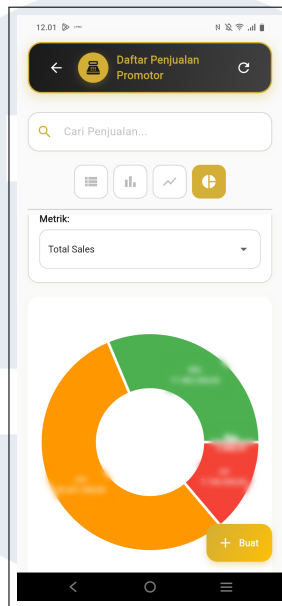 12.01
Daftar Penjualan
Promotor
Cari Penjualan...
Metrik:
Total Sales
+ Buat